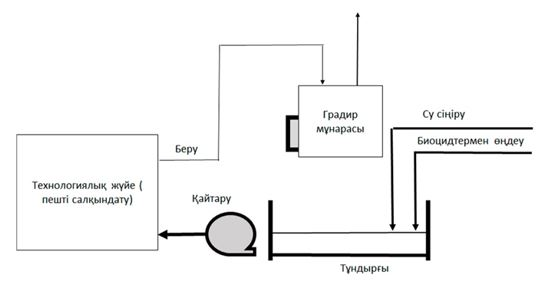 Градир
мұнарасы
Су сіңіру
Биоцидтермен өңдеу
Беру
Технологиялық жүйе (
пешті салқындату)
Қайтару
Тұндырғы